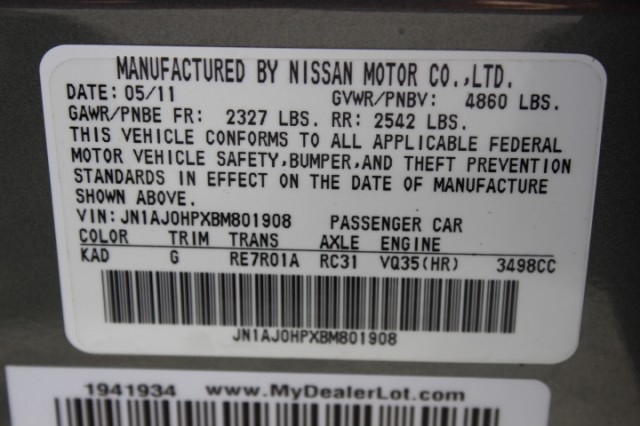 MANUFACTURED BY NISSAN MOTOR CO.,LTD.
DATE: 05/11 GVWR/PNBV: 4860 LBS.
GAWR/PNBE FR: 2327 LBS. RR: 2542 LBS.
THIS VEHICLE CONFORMS TO ALL APPLICABLE FEDERAL
MOTOR VEHICLE SAFETY,BUMPER,AND THEFT PREVENTION
STANDARDS IN EFFECT ON THE DATE OF MANUFACTURE
SHOWN ABOVE.
VIN: JN1AJ0HPXBM801908 PASSENGER CAR
COLOR TRIM TRANS AXLE ENGINE
KAD G RE7R01A RC31 VQ35(HR) 3498CC
JN1AJ0HPXBM801908
1941934 www.MyDealerLot.com